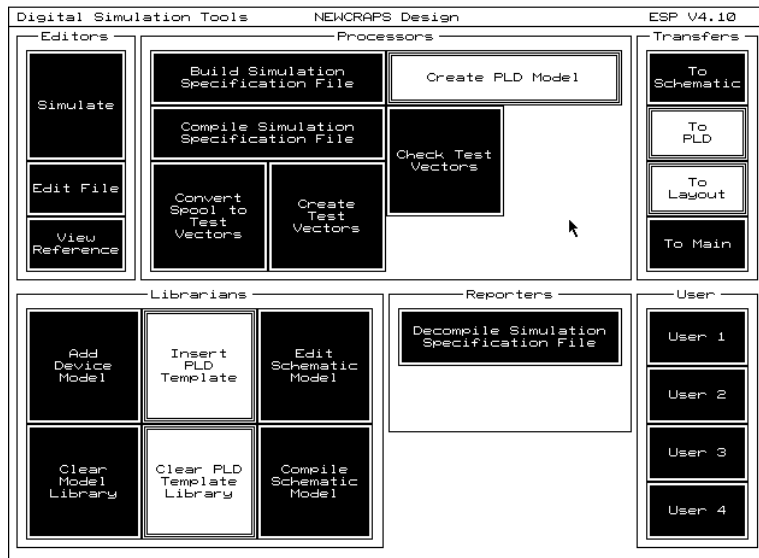 Digital Simulation Tools NEWCRAPS Design ESP V4.10
Editors
Simulate
Edit File
View
Reference
Processors
Build Simulation
Specification File
Create PLD Model
Compile Simulation
Specification File
Check Test
Vectors
Convert
Spool to
Test
Vectors
Create
Test
Vectors
Transfers
To
Schematic
To
PLD
To
Layout
To Main
Librarians
Add
Device
Model
Insert
PLD
Template
Edit
Schematic
Model
Clear
Model
Library
Clear PLD
Template
Library
Compile
Schematic
Model
Reporters
Decompile Simulation
Specification File
User
User 1
User 2
User 3
User 4